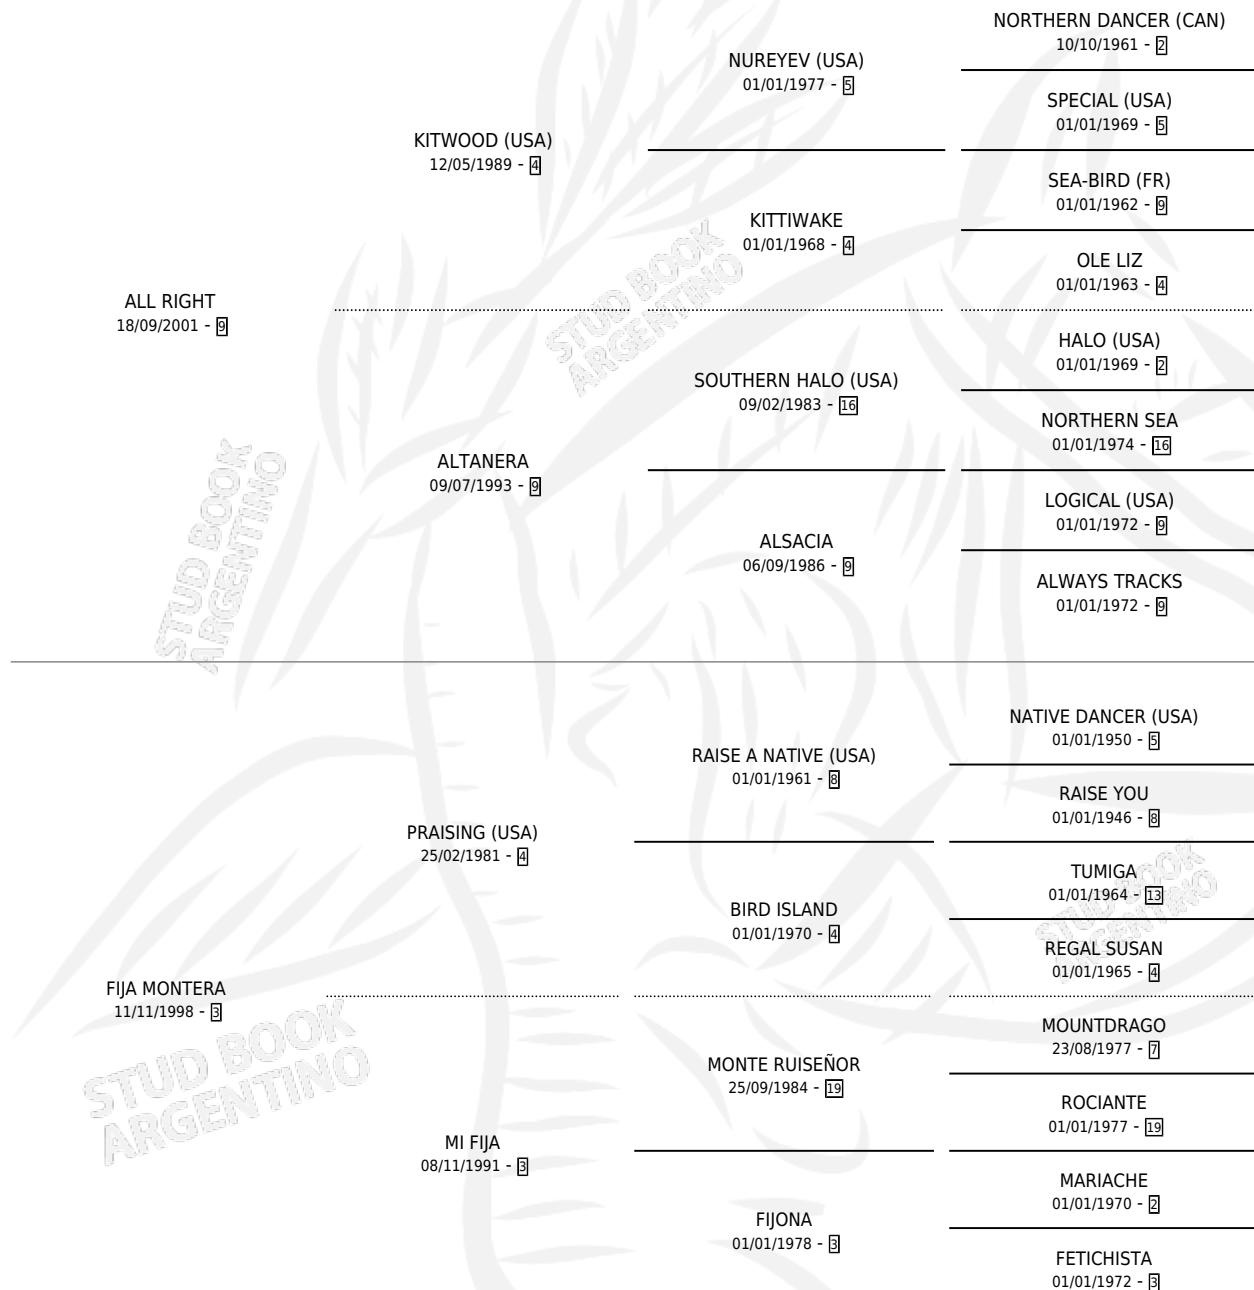 NORTHERN DANCER (CAN)
10/10/1961 - 2
NUREYEV (USA)
01/01/1977 - 5
SPECIAL (USA)
01/01/1969 - 5
KITWOOD (USA)
12/05/1989 - 4
SEA-BIRD (FR)
01/01/1962 - 9
KITTIWAKE
01/01/1968 - 4
OLE LIZ
01/01/1963 - 4
ALL RIGHT
18/09/2001 - 9
HALO (USA)
01/01/1969 - 2
SOUTHERN HALO (USA)
09/02/1983 - 16
NORTHERN SEA
01/01/1974 - 16
ALTANERA
09/07/1993 - 9
LOGICAL (USA)
01/01/1972 - 9
ALSACIA
06/09/1986 - 9
ALWAYS TRACKS
01/01/1972 - 9
STUD BOOK
ARGENTINO
STUD BOOK
ARGENTINO
NATIVE DANCER (USA)
01/01/1950 - 5
RAISE A NATIVE (USA)
01/01/1961 - 8
RAISE YOU
01/01/1946 - 8
PRAISING (USA)
25/02/1981 - 4
TUMIGA
01/01/1964 - 13
BIRD ISLAND
01/01/1970 - 4
REGAL SUSAN
01/01/1965 - 4
STUD BOOK
ARGENTINO
FIJA MONTERA
11/11/1998 - 3
MOUNTDRAGO
23/08/1977 - 7
MONTE RUISEÑOR
25/09/1984 - 19
ROCIANTE
01/01/1977 - 19
STUD BOOK
ARGENTINO
MI FIJA
08/11/1991 - 3
MARIACHE
01/01/1970 - 2
FIJONA
01/01/1978 - 3
FETICHISTA
01/01/1972 - 3